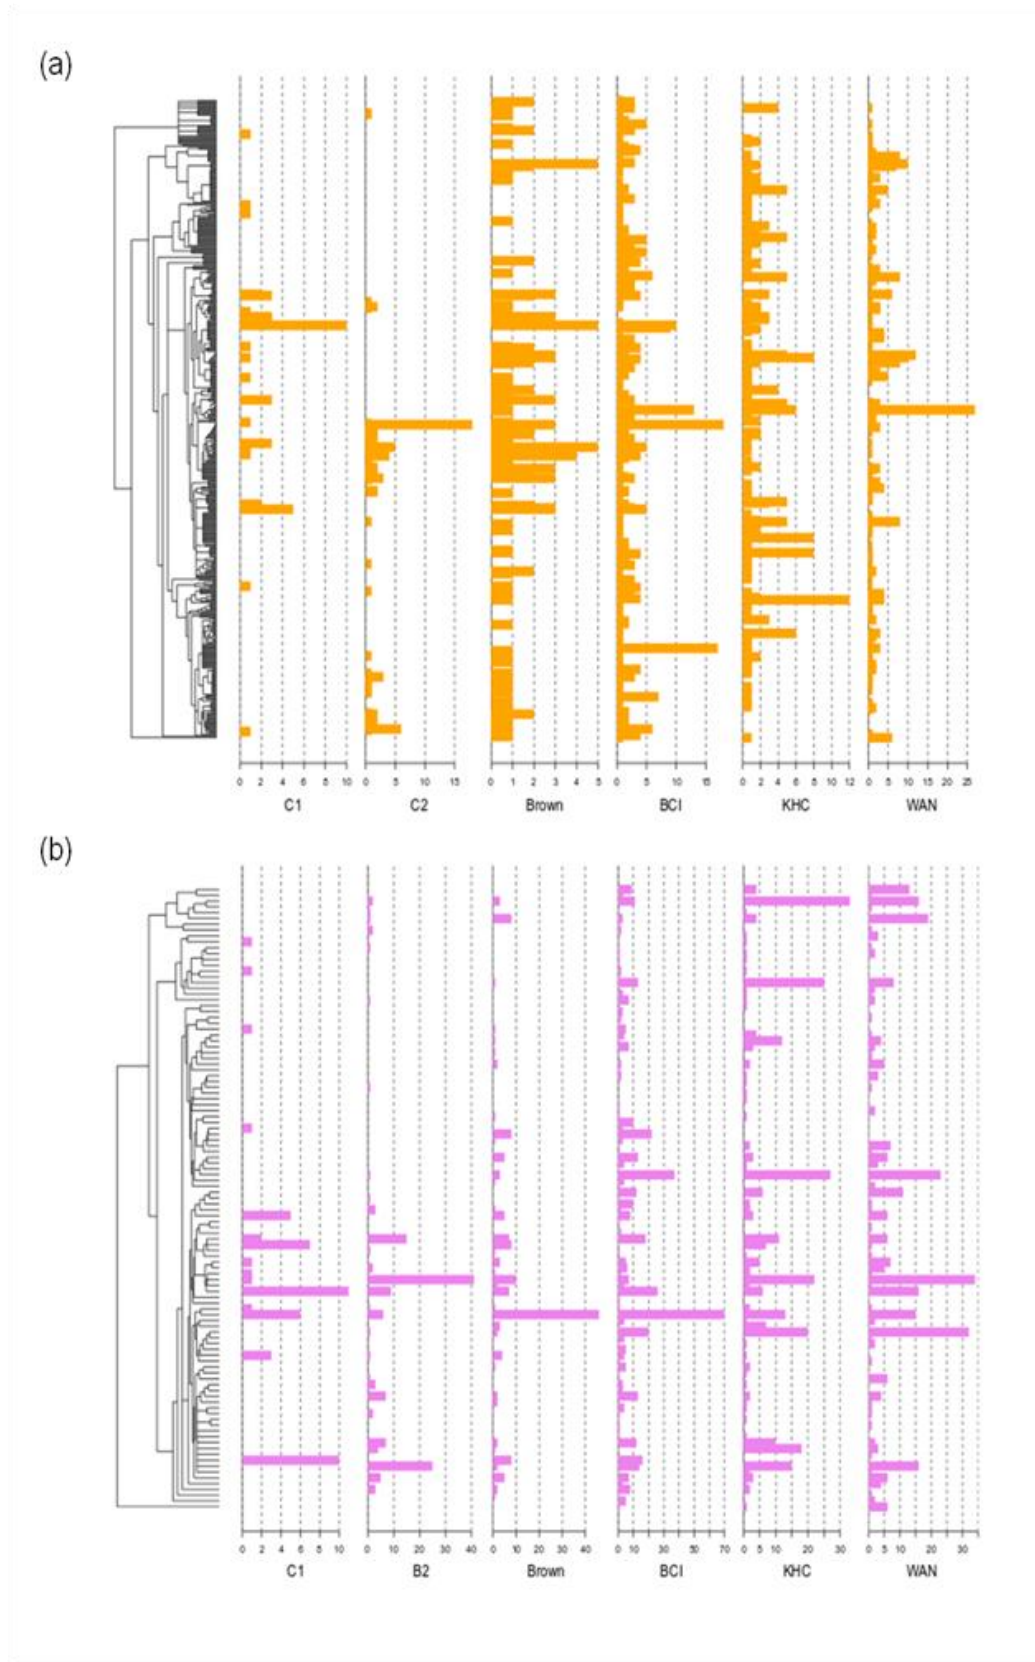 (a)
0 2 4 6 8 10 0 5 10 15 0 1 2 3 4 5 0 5 10 15 0 2 4 6 8 10 12 0 5 10 15 20 25
C1 C2 Brown BCI KHC WAN
(b)
0 2 4 6 8 10 0 10 20 30 40 0 10 20 30 40 0 10 30 50 70 0 5 10 20 30 0 10 20 30
C1 B2 Brown BCI KHC WAN